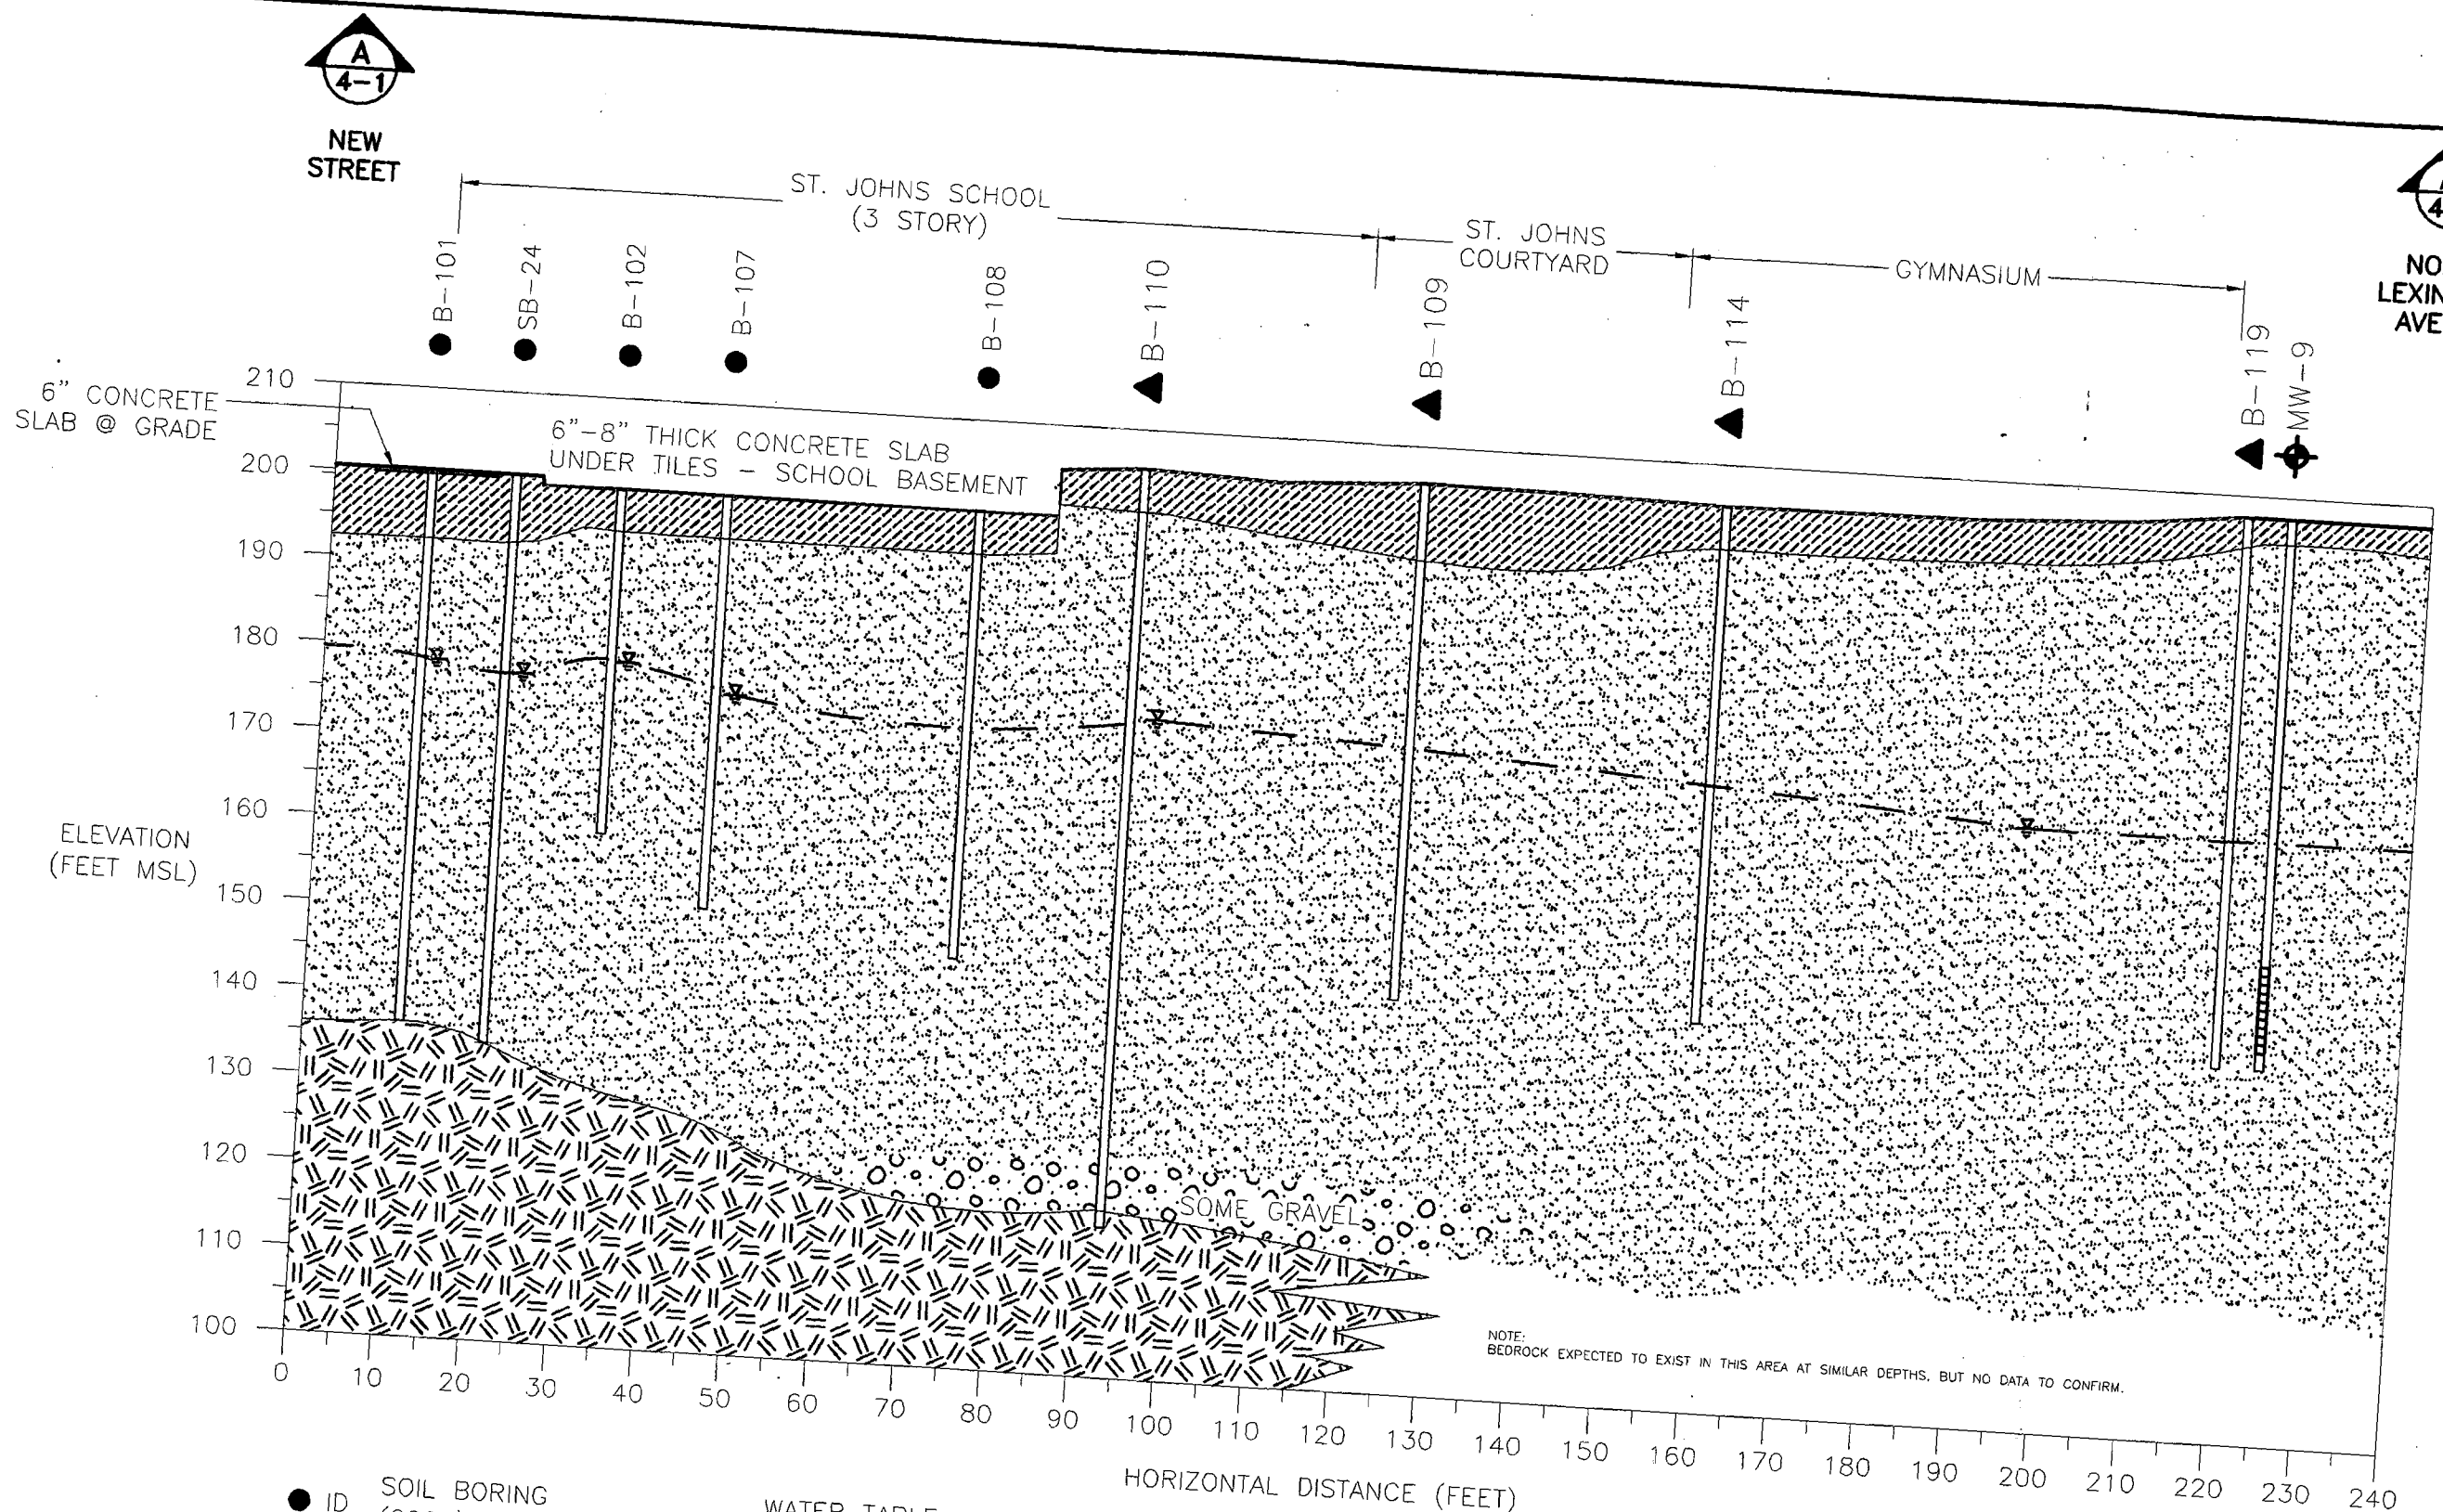 A
4-1
NEW
STREET
ST. JOHNS SCHOOL
(3 STORY)
ST. JOHNS
COURTYARD
GYMNASIUM
B-101
SB-24
B-102
B-107
B-108
B-110
B-109
B-114
B-119
MW-9
6" CONCRETE
SLAB @ GRADE
6"-8" THICK CONCRETE SLAB
UNDER TILES - SCHOOL BASEMENT
210
200
190
180
170
160
150
140
130
120
110
100
ELEVATION
(FEET MSL)
SOME GRAVEL
NOTE:
BEDROCK EXPECTED TO EXIST IN THIS AREA AT SIMILAR DEPTHS, BUT NO DATA TO CONFIRM.
0 10 20 30 40 50 60 70 80 90 100 110 120 130 140 150 160 170 180 190 200 210 220 230 240
HORIZONTAL DISTANCE (FEET)
ID SOIL BORING
WATER TABLE